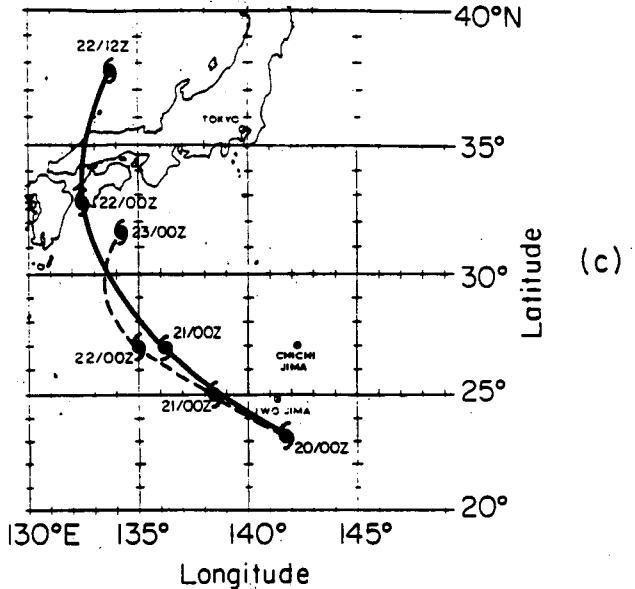 40°N
22/12Z
TOKYO
35°
22/00Z
23/00Z
30°
Latitude
(c)
21/00Z
22/00Z
CHICHI
JIMA
25°
21/00Z
IWO JIMA
20/00Z
20°
130°E
135°
140°
145°
Longitude